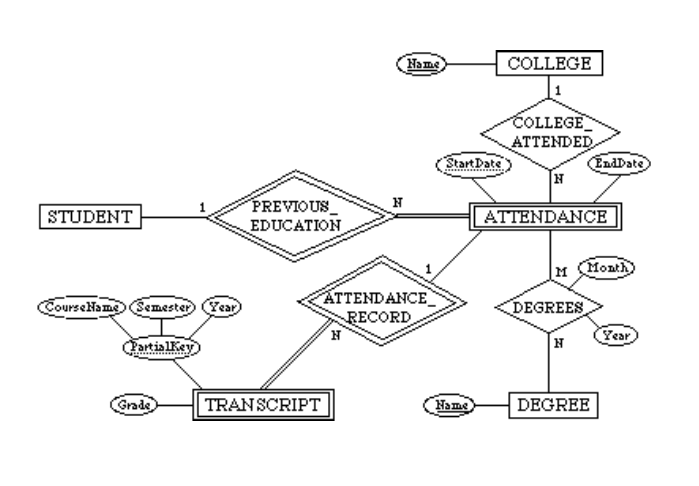 Name
COLLEGE
1
COLLEGE_
ATTENDED
StartDate
EndDate
N
STUDENT
1
PREVIOUS_
EDUCATION
N
ATTENDANCE
1
M
Month
CourseName
Semester
Year
ATTENDANCE_
RECORD
DEGREES
N
Year
PartialKey
N
Grade
TRANSCRIPT
Name
DEGREE